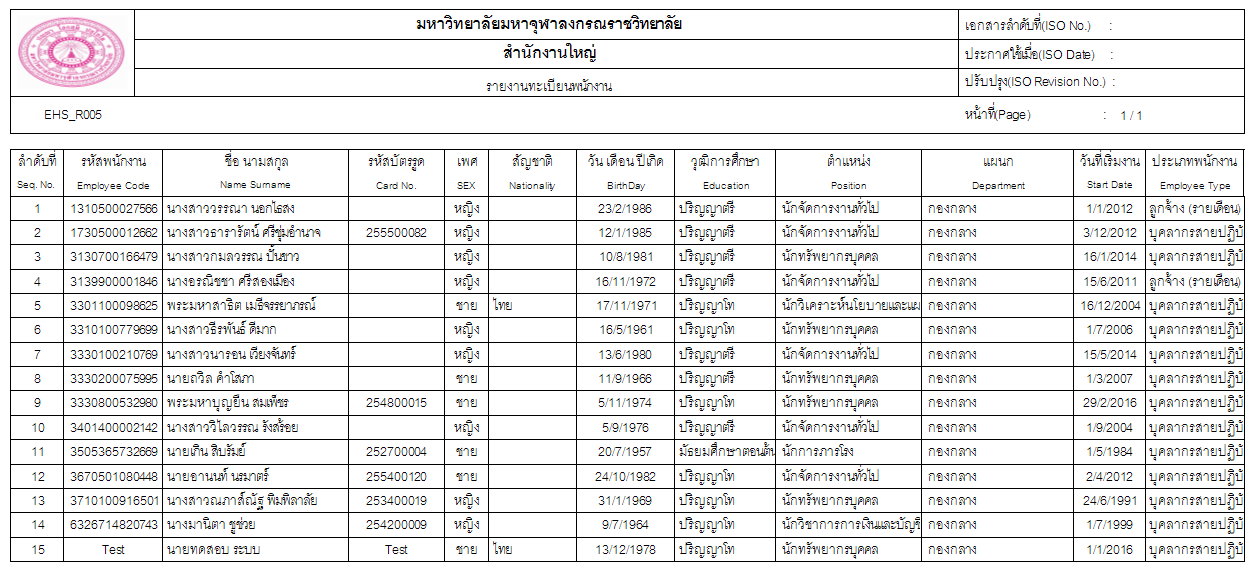 มหาวิทยาลัยมหาจุฬาลงกรณราชวิทยาลัย
เอกสารลำดับที่(ISO No.) :
สำนักงานใหญ่
ประกาศใช้เมื่อ(ISO Date) :
รายงานทะเบียนพนักงาน
ปรับปรุง(ISO Revision No.) :
EHS_R005
หน้าที่(Page) : 1 / 1
ลำดับที่ รหัสพนักงาน ชื่อ นามสกุล รหัสบัตรรูด เพศ สัญชาติ วัน เดือน ปีเกิด วุฒิการศึกษา ตำแหน่ง แผนก วันที่เริ่มงาน ประเภทพนักงาน
Seq. No. Employee Code Name Surname Card No. SEX Nationality BirthDay Education Position Department Start Date Employee Type
1 1310500027566 นางสาววรรณา นอกไธสง หญิง 23/2/1986 ปริญญาตรี นักจัดการงานทั่วไป กองกลาง 1/1/2012 ลูกจ้าง (รายเดือน)
2 1730500012662 นางสาวธารารัตน์ ศรีชุ่มอำนาจ 255500082 หญิง 12/1/1985 ปริญญาตรี นักจัดการงานทั่วไป กองกลาง 3/12/2012 บุคลากรสายปฏิบั
3 3130700166479 นางสาวกมลวรรณ ปั้นขาว หญิง 10/8/1981 ปริญญาตรี นักทรัพยากรบุคคล กองกลาง 16/1/2014 บุคลากรสายปฏิบั
4 3139900001846 นางอรณิชชา ศรีสองเมือง หญิง 16/11/1972 ปริญญาตรี นักจัดการงานทั่วไป กองกลาง 15/6/2011 ลูกจ้าง (รายเดือน)
5 3301100098625 พระมหาสาธิต เมธีจรรยาภรณ์ ชาย ไทย 17/11/1971 ปริญญาโท นักวิเคราะห์นโยบายและแผ กองกลาง 16/12/2004 บุคลากรสายปฏิบั
6 3310100779699 นางสาวธีรพันธ์ ดีมาก หญิง 16/5/1961 ปริญญาโท นักทรัพยากรบุคคล กองกลาง 1/7/2006 บุคลากรสายปฏิบั
7 3330100210769 นางสาวนารอน เวียงจันทร์ หญิง 13/6/1980 ปริญญาตรี นักจัดการงานทั่วไป กองกลาง 15/5/2014 บุคลากรสายปฏิบั
8 3330200075995 นายถวิล คำโสภา ชาย 11/9/1966 ปริญญาตรี นักทรัพยากรบุคคล กองกลาง 1/3/2007 บุคลากรสายปฏิบั
9 3330800532980 พระมหาบุญยืน สมเพ็ชร 254800015 ชาย 5/11/1974 ปริญญาโท นักทรัพยากรบุคคล กองกลาง 29/2/2016 บุคลากรสายปฏิบั
10 3401400002142 นางสาววิไลวรรณ รังสร้อย หญิง 5/9/1976 ปริญญาตรี นักจัดการงานทั่วไป กองกลาง 1/9/2004 บุคลากรสายปฏิบั
11 3505365732669 นายเกิน สิบรัมย์ 252700004 ชาย 20/7/1957 มัธยมศึกษาตอนต้น นักการภารโรง กองกลาง 1/5/1984 บุคลากรสายปฏิบั
12 3670501080448 นายอานนท์ นรมาตร์ 255400120 ชาย 24/10/1982 ปริญญาโท นักจัดการงานทั่วไป กองกลาง 2/4/2012 บุคลากรสายปฏิบั
13 3710100916501 นางสาวณภาส์ณัฐ พิมพิลาลัย 253400019 หญิง 31/1/1969 ปริญญาโท นักทรัพยากรบุคคล กองกลาง 24/6/1991 บุคลากรสายปฏิบั
14 6326714820743 นางมานิตา ชูช่วย 254200009 หญิง 9/7/1964 ปริญญาโท นักวิชาการการเงินและบัญชี กองกลาง 1/7/1999 บุคลากรสายปฏิบั
15 Test นายทดสอบ ระบบ Test ชาย ไทย 13/12/1978 ปริญญาโท นักทรัพยากรบุคคล กองกลาง 1/1/2016 บุคลากรสายปฏิบั